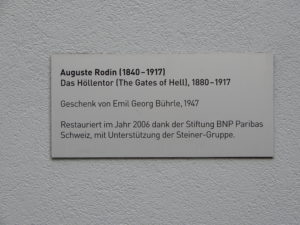 Auguste Rodin (1840–1917)
Das Höllentor (The Gates of Hell), 1880–1917
Geschenk von Emil Georg Bührle, 1947
Restauriert im Jahr 2006 dank der Stiftung BNP Paribas
Schweiz, mit Unterstützung der Steiner-Gruppe.